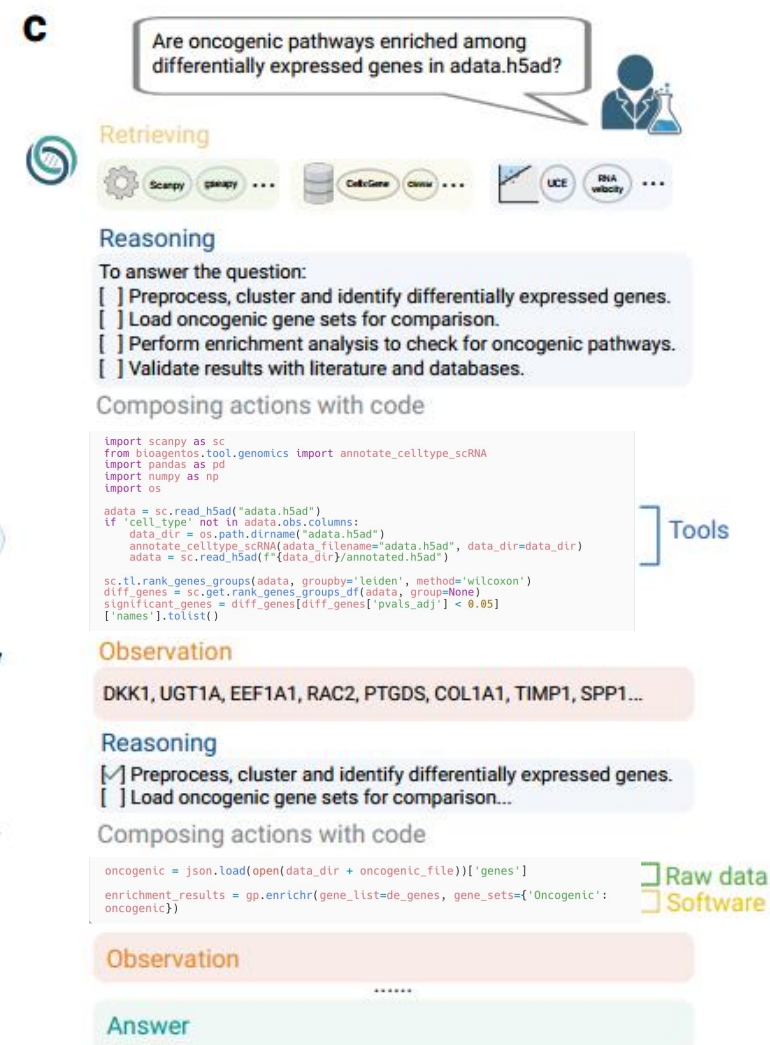 C
Are oncogenic pathways enriched among
differentially expressed genes in adata.h5ad?
Retrieving
Scanpy gseapy ... CellxGene ... UCE RNA velocity ...
Reasoning
To answer the question:
[ ] Preprocess, cluster and identify differentially expressed genes.
[ ] Load oncogenic gene sets for comparison.
[ ] Perform enrichment analysis to check for oncogenic pathways.
[ ] Validate results with literature and databases.
Composing actions with code
import scanpy as sc
from bioagentos.tool.genomics import annotate_celltype_scRNA
import pandas as pd
import numpy as np
import os
adata = sc.read_h5ad("adata.h5ad")
if 'cell_type' not in adata.obs.columns:
    data_dir = os.path.dirname("adata.h5ad")
    annotate_celltype_scRNA(adata_filename="adata.h5ad", data_dir=data_dir)
    adata = sc.read_h5ad(f"{data_dir}/annotated.h5ad")
Tools
sc.tl.rank_genes_groups(adata, groupby='leiden', method='wilcoxon')
diff_genes = sc.get.rank_genes_groups_df(adata, group=None)
significant_genes = diff_genes[diff_genes['pvals_adj'] < 0.05]
['names'].tolist()
Observation
DKK1, UGT1A, EEF1A1, RAC2, PTGDS, COL1A1, TIMP1, SPP1...
Reasoning
[✓] Preprocess, cluster and identify differentially expressed genes.
[ ] Load oncogenic gene sets for comparison...
Composing actions with code
oncogenic = json.load(open(data_dir + oncogenic_file))['genes']
Raw data
enrichment_results = gp.enrichr(gene_list=de_genes, gene_sets={'Oncogenic':
oncogenic})
Software
Observation
......
Answer